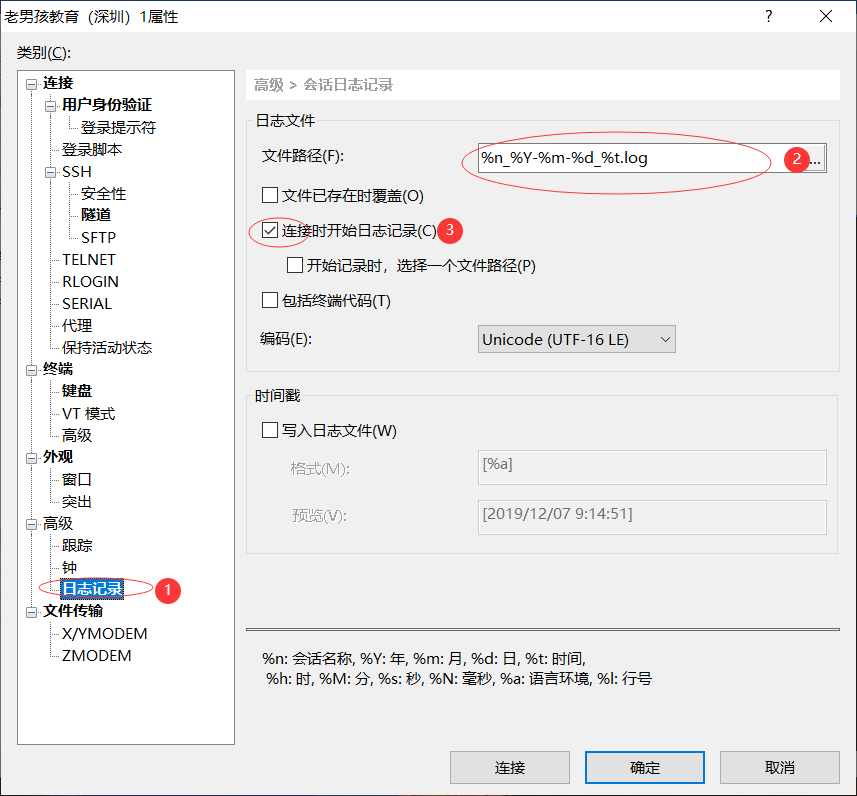 老男孩教育（深圳）1属性
?
类别(C):
连接
用户身份验证
登录提示符
登录脚本
SSH
安全性
隧道
SFTP
TELNET
RLOGIN
SERIAL
代理
保持活动状态
终端
键盘
VT 模式
高级
外观
窗口
突出
高级
跟踪
钟
日志记录
1
文件传输
X/YMODEM
ZMODEM
高级 > 会话日志记录
日志文件
文件路径(F):
%n_%Y-%m-%d_%t.log
2
...
文件已存在时覆盖(O)
连接时开始日志记录(C)
3
开始记录时，选择一个文件路径(P)
包括终端代码(T)
编码(E):
Unicode (UTF-16 LE)
时间戳
写入日志文件(W)
格式(M):
[%a]
预览(V):
[2019/12/07 9:14:51]
%n: 会话名称, %Y: 年, %m: 月, %d: 日, %t: 时间,
%h: 时, %M: 分, %s: 秒, %N: 毫秒, %a: 语言环境, %l: 行号
连接
确定
取消